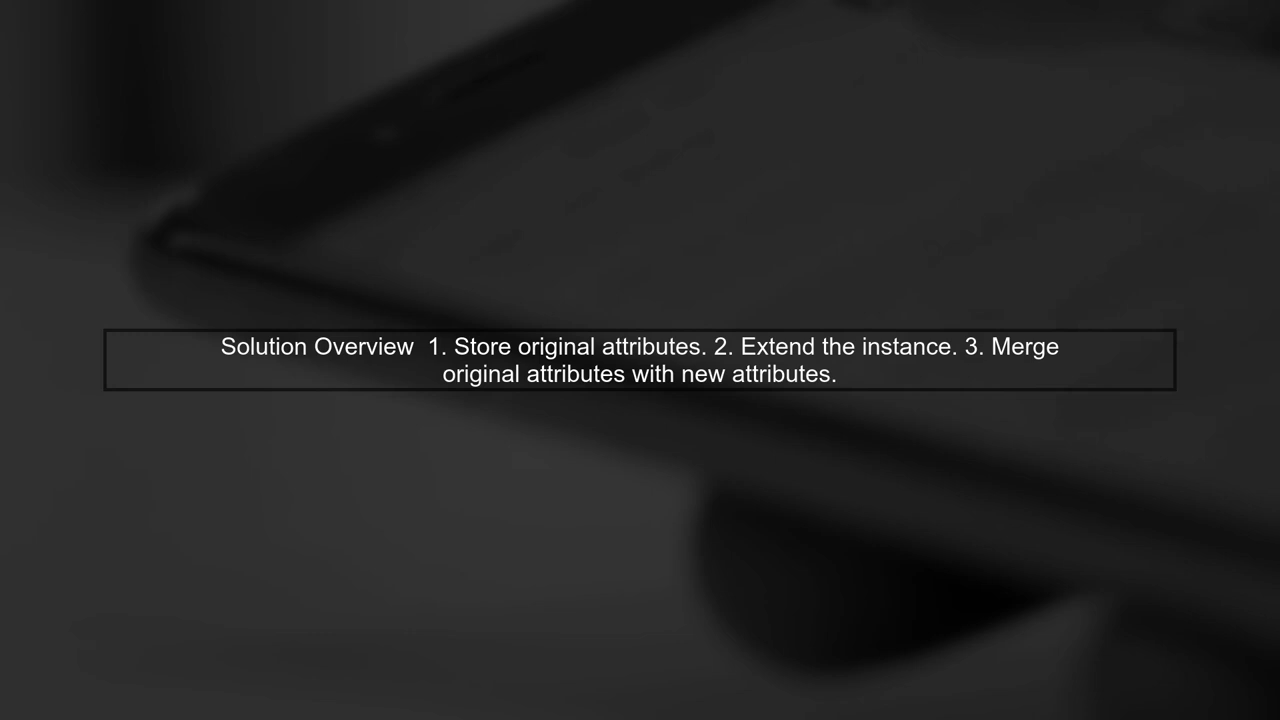 Solution Overview  1. Store original attributes. 2. Extend the instance. 3. Merge
original attributes with new attributes.